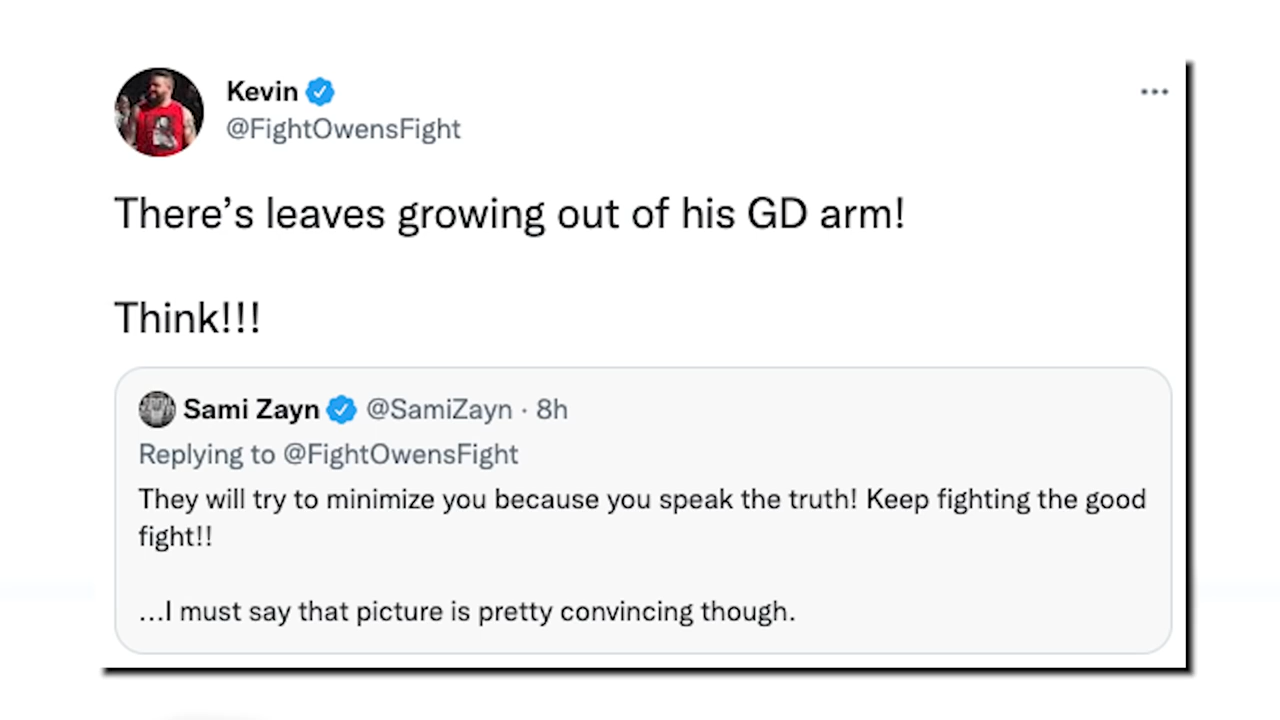 Kevin
@FightOwensFight
There’s leaves growing out of his GD arm!
Think!!!
Sami Zayn @SamiZayn · 8h
Replying to @FightOwensFight
They will try to minimize you because you speak the truth! Keep fighting the good
fight!!
...I must say that picture is pretty convincing though.